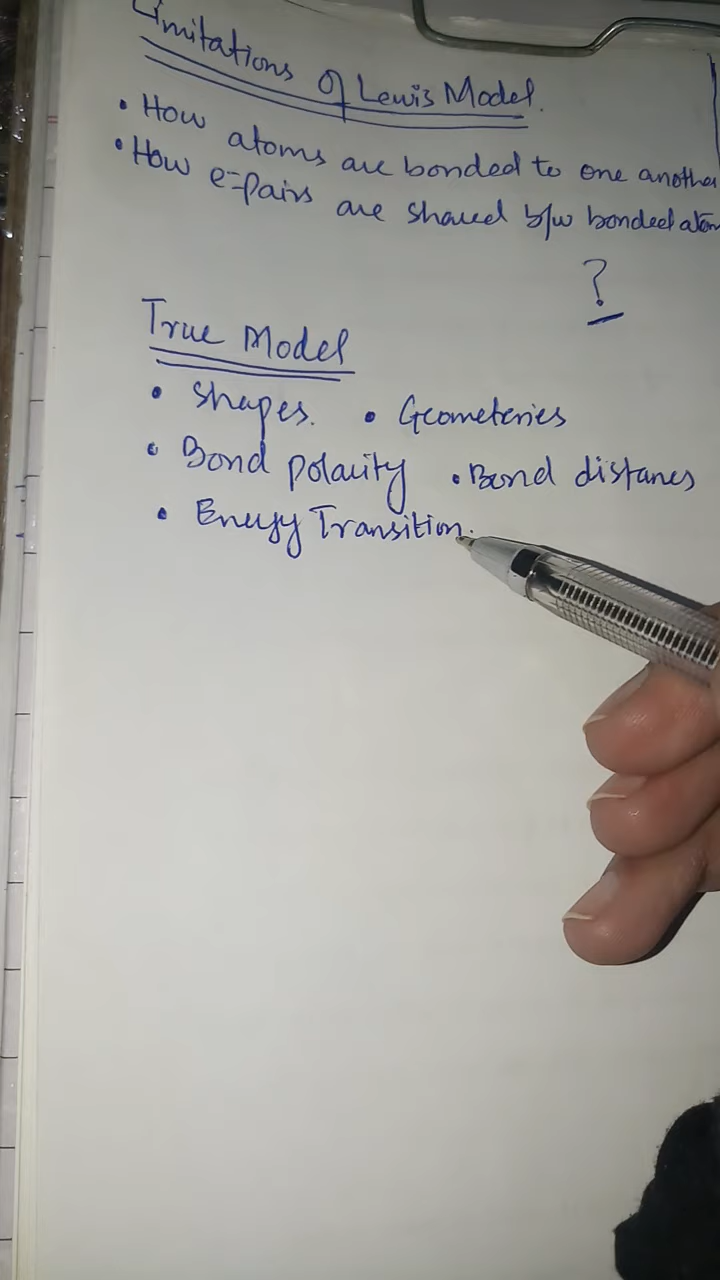 Limitations of Lewis Model.
• How atoms are bonded to one another
• How e-pairs are shared b/w bonded atom
?
True Model
• Shapes. • Geometeries
• Bond polarity • Bond distanes
• Energy Transition.